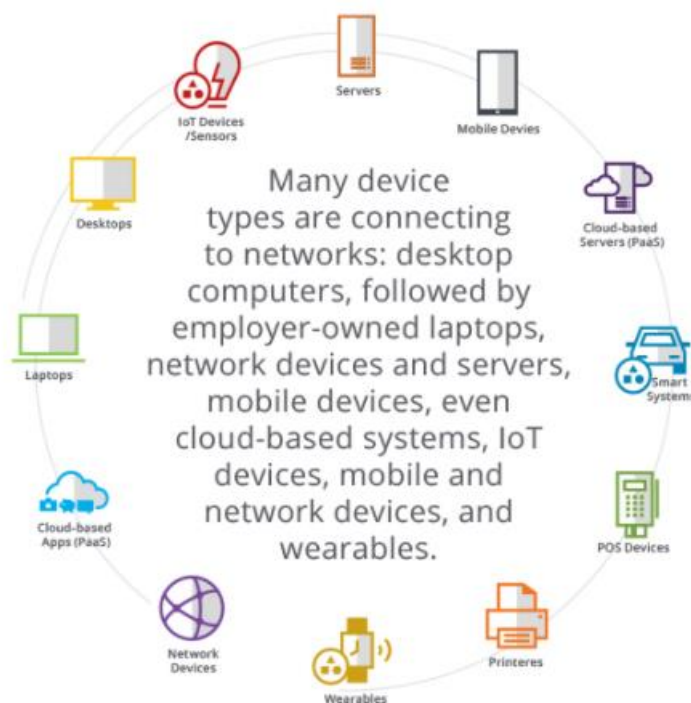 Servers
IoT Devices
/Sensors
Mobile Devies
Desktops
Cloud-based
Servers (PaaS)
Many device
types are connecting
to networks: desktop
computers, followed by
employer-owned laptops,
network devices and servers,
mobile devices, even
cloud-based systems, IoT
devices, mobile and
network devices, and
wearables.
Laptops
Smart
Systems
Cloud-based
Apps (PaaS)
POS Devices
Network
Devices
Printeres
Wearables